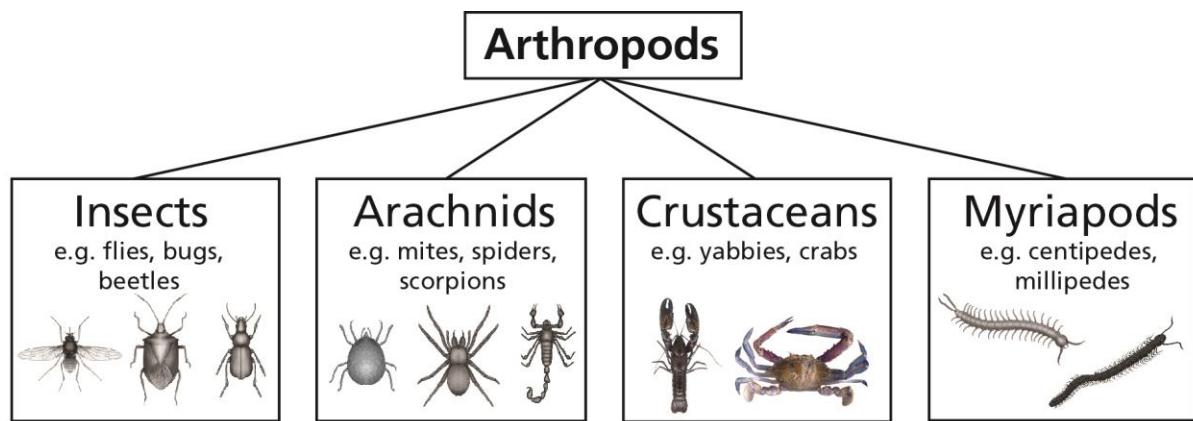 Arthropods
Insects
e.g. flies, bugs,
beetles
Arachnids
e.g. mites, spiders,
scorpions
Crustaceans
e.g. yabbies, crabs
Myriapods
e.g. centipedes,
millipedes